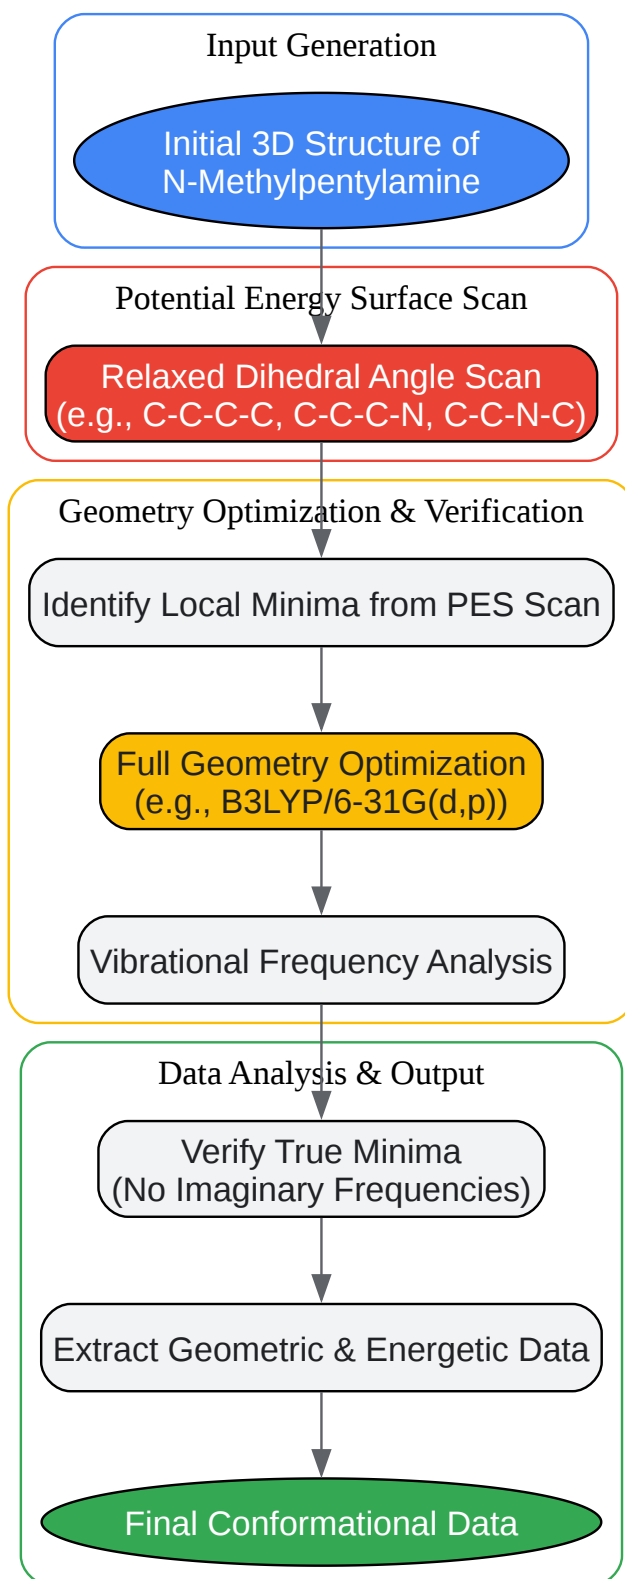 Input Generation
Initial 3D Structure of
N-Methylpentylamine
Potential Energy Surface Scan
Relaxed Dihedral Angle Scan
(e.g., C-C-C-C, C-C-C-N, C-C-N-C)
Geometry Optimization & Verification
Identify Local Minima from PES Scan
Full Geometry Optimization
(e.g., B3LYP/6-31G(d,p))
Vibrational Frequency Analysis
Data Analysis & Output
Verify True Minima
(No Imaginary Frequencies)
Extract Geometric & Energetic Data
Final Conformational Data